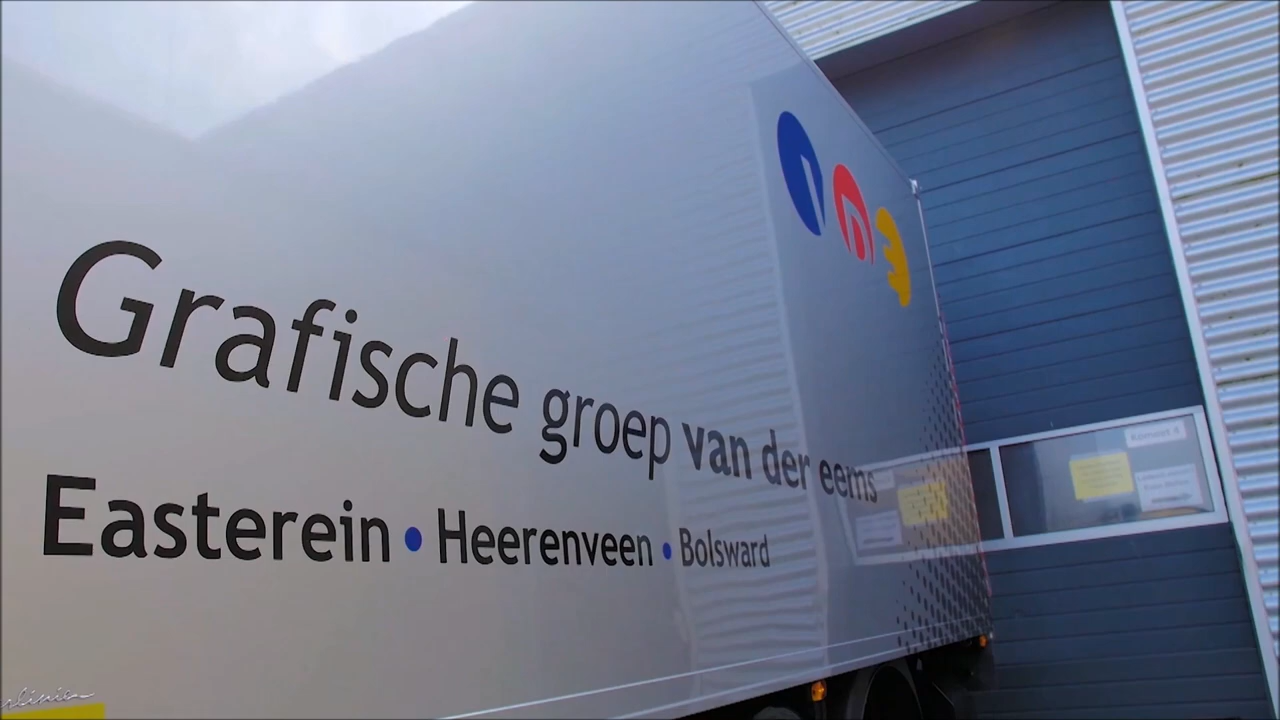 Grafische groep van der eems
Easterein • Heerenveen • Bolsward